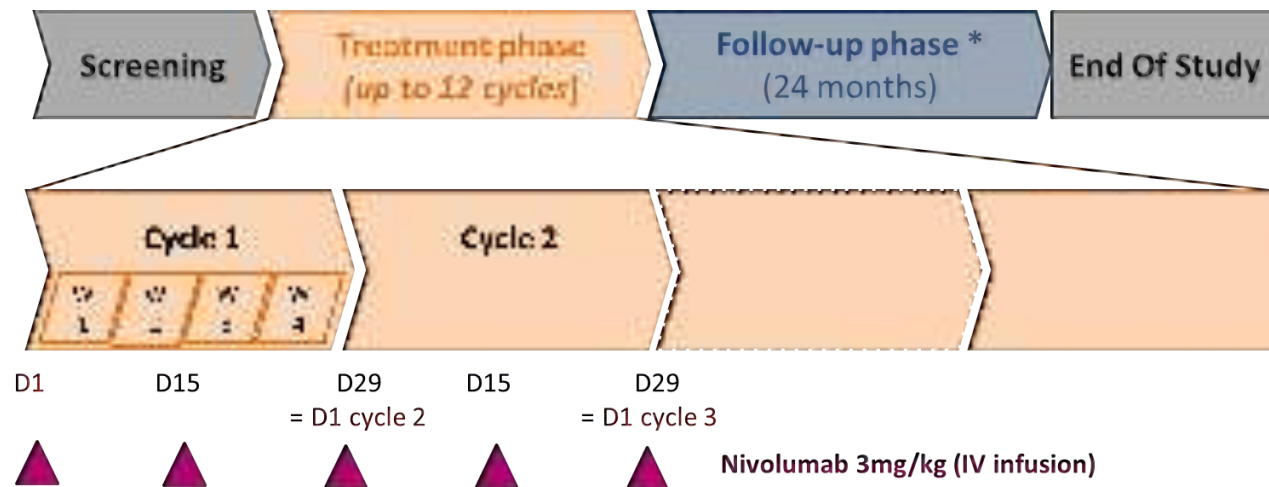 Screening
Treatment phase
(up to 12 cycles)
Follow-up phase *
(24 months)
End Of Study
Cycle 1
Cycle 2
1
D1
D15
D29
= D1 cycle 2
D15
D29
= D1 cycle 3
Nivolumab 3mg/kg (IV infusion)